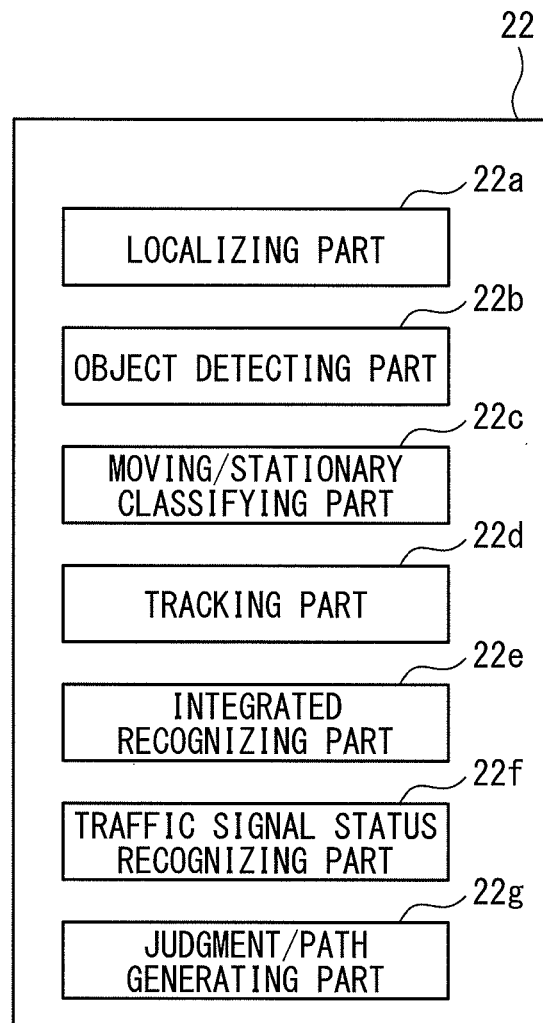 22
22a
LOCALIZING PART
22b
OBJECT DETECTING PART
22c
MOVING/STATIONARY
CLASSIFYING PART
22d
TRACKING PART
22e
INTEGRATED
RECOGNIZING PART
22f
TRAFFIC SIGNAL STATUS
RECOGNIZING PART
22g
JUDGMENT/PATH
GENERATING PART